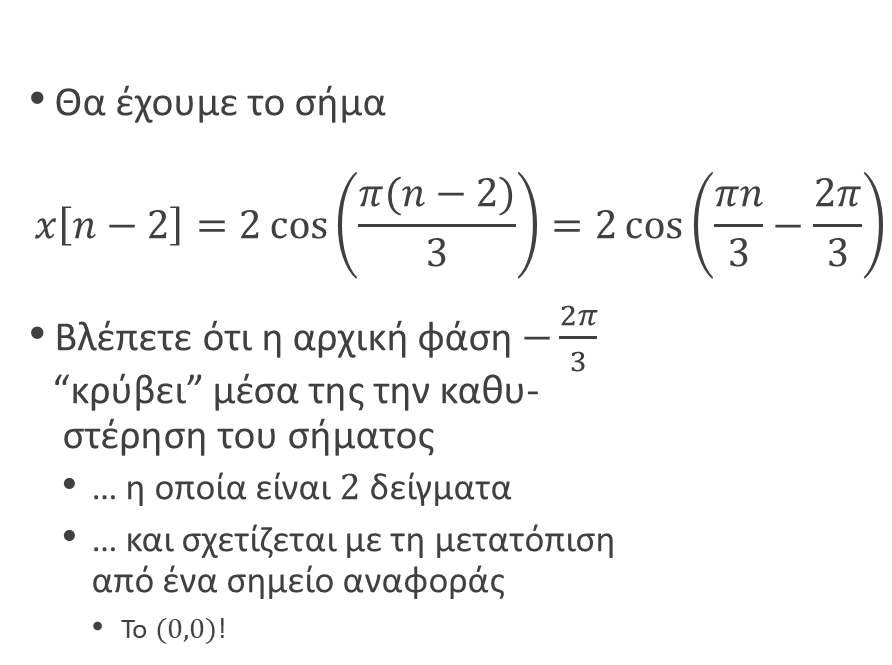 • Θα έχουμε το σήμα
x[n − 2] = 2 cos(π(n − 2)/3) = 2 cos(πn/3 − 2π/3)
• Βλέπετε ότι η αρχική φάση −2π/3
“κρύβει” μέσα της την καθυ-
στέρηση του σήματος
• ... η οποία είναι 2 δείγματα
• ... και σχετίζεται με τη μετατόπιση
από ένα σημείο αναφοράς
• Το (0,0)!